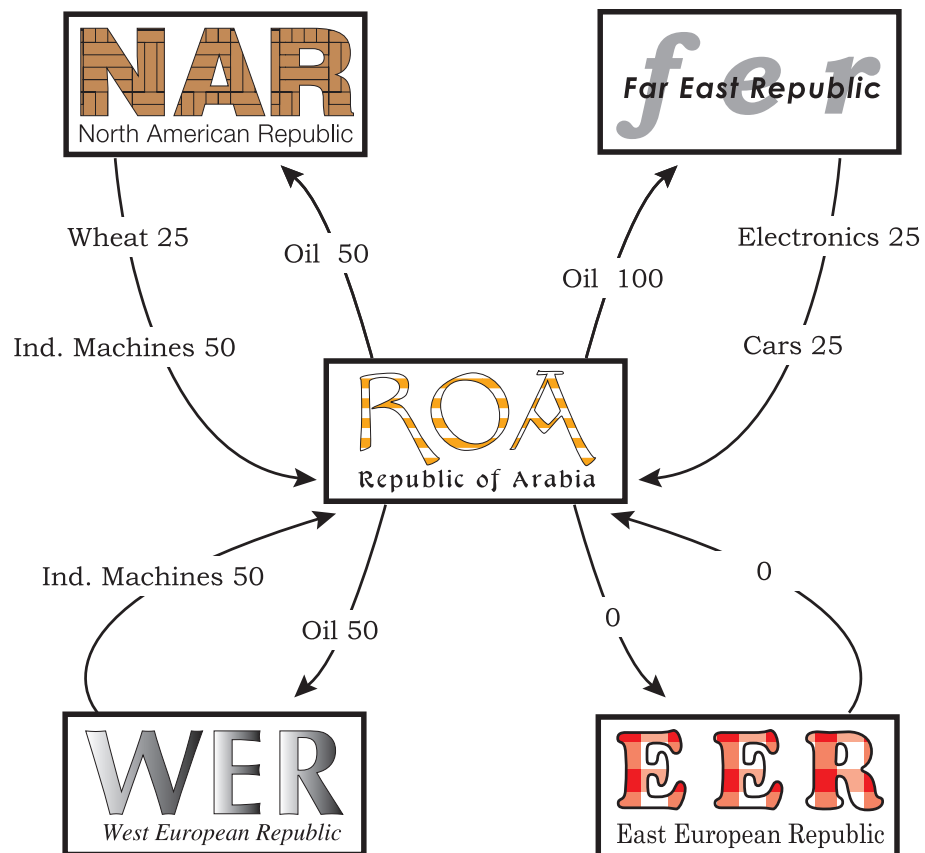 NAR
North American Republic
fer
Far East Republic
Wheat 25
Oil 50
Oil 100
Electronics 25
Ind. Machines 50
Cars 25
ROA
Republic of Arabia
Ind. Machines 50
0
Oil 50
0
WER
West European Republic
EER
East European Republic